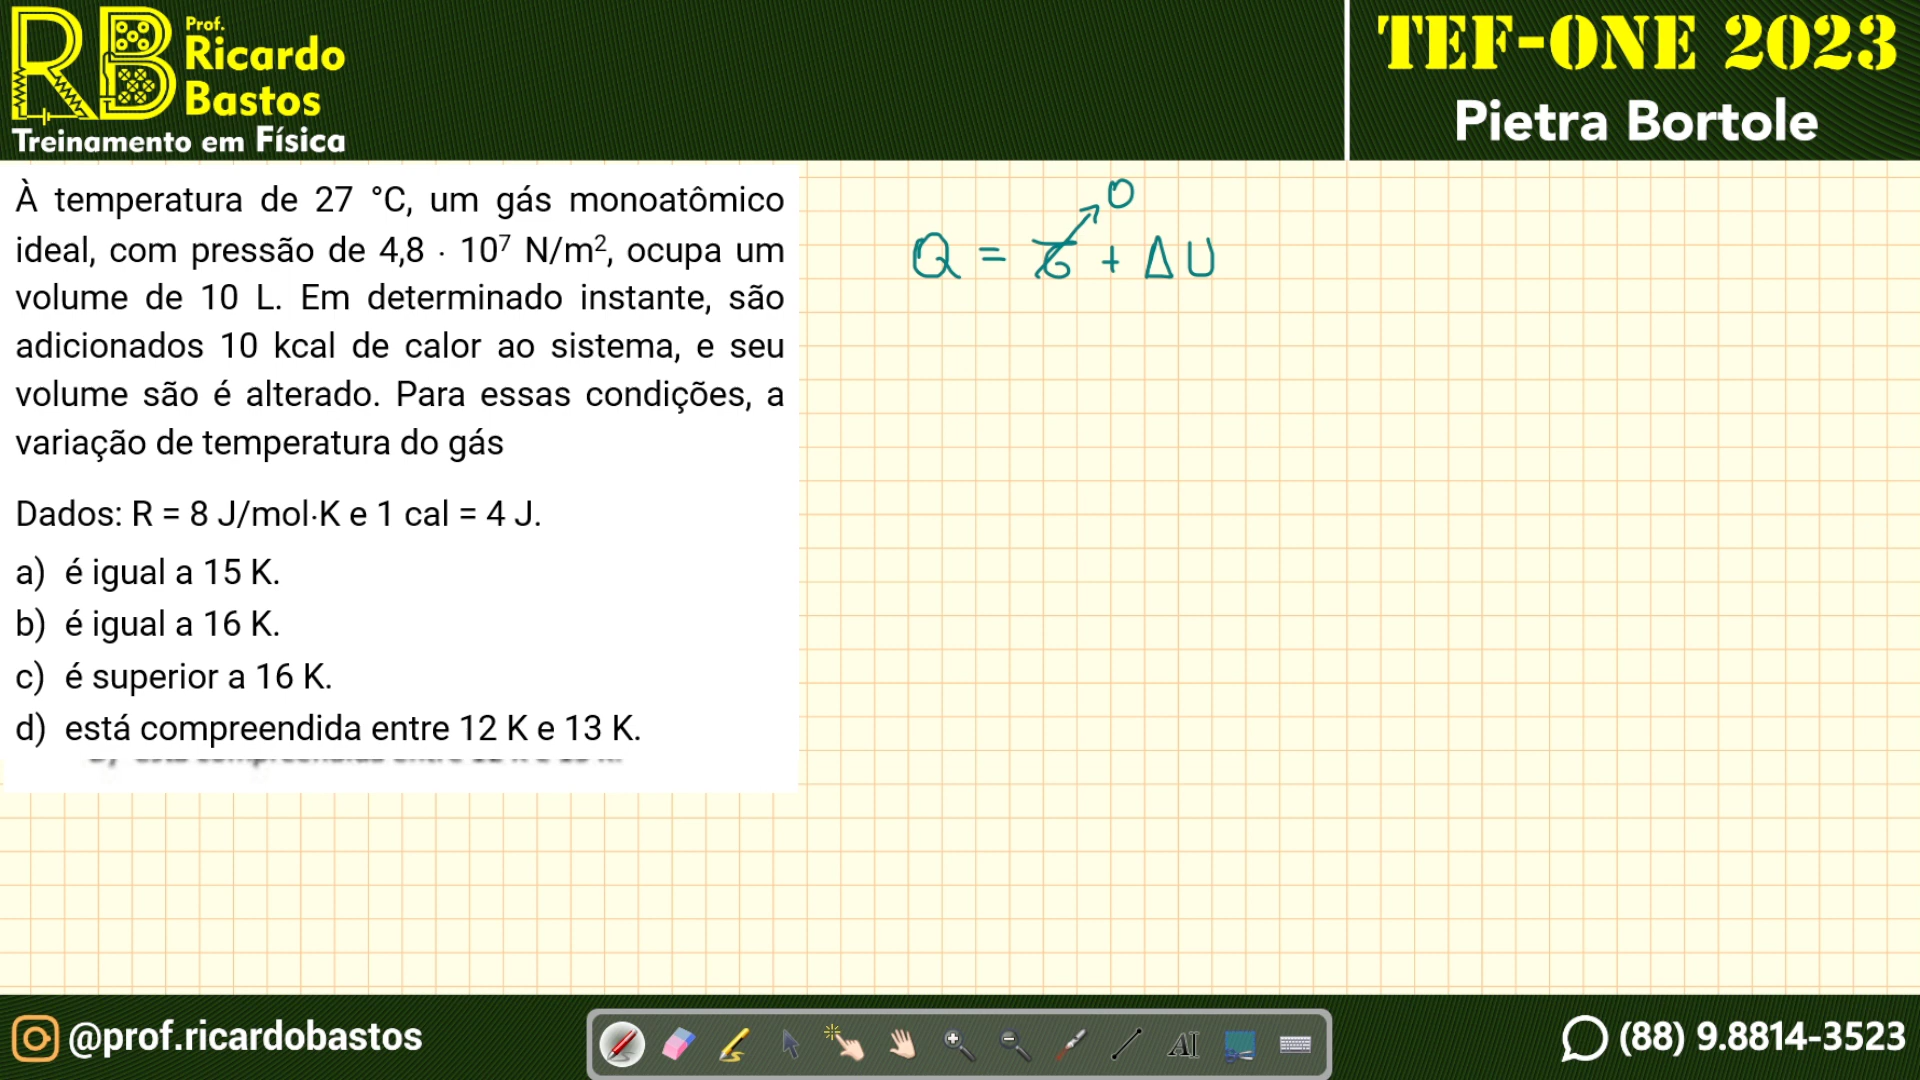 RB
Prof.
Ricardo
Bastos
Treinamento em Física
TEF-ONE 2023
Pietra Bortole
À temperatura de 27 °C, um gás monoatômico
ideal, com pressão de 4,8 · 10⁷ N/m², ocupa um
volume de 10 L. Em determinado instante, são
adicionados 10 kcal de calor ao sistema, e seu
volume são é alterado. Para essas condições, a
variação de temperatura do gás
Dados: R = 8 J/mol·K e 1 cal = 4 J.
a) é igual a 15 K.
b) é igual a 16 K.
c) é superior a 16 K.
d) está compreendida entre 12 K e 13 K.
0
Q = 𝜏 + ΔU
@prof.ricardobastos
AI
(88) 9.8814-3523